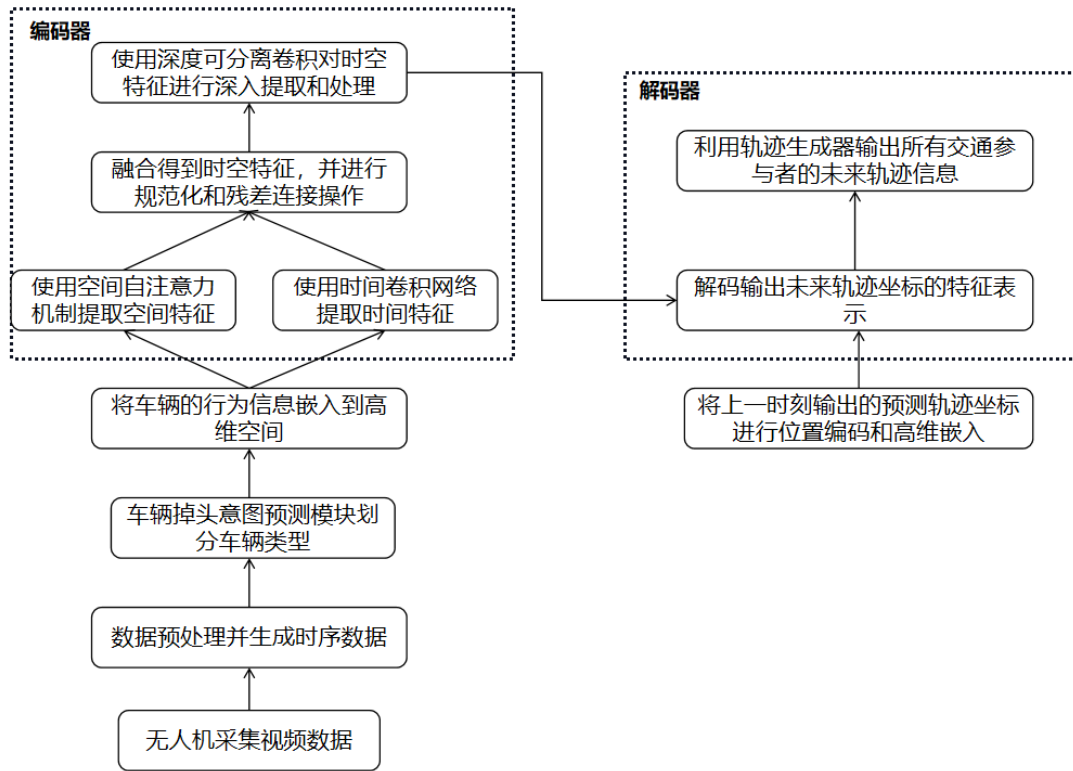 编码器
使用深度可分离卷积对时空
特征进行深入提取和处理
融合得到时空特征，并进行
规范化和残差连接操作
使用空间自注意力
机制提取空间特征
使用时间卷积网络
提取时间特征
将车辆的行为信息嵌入到高
维空间
车辆掉头意图预测模块划
分车辆类型
数据预处理并生成时序数据
无人机采集视频数据
解码器
利用轨迹生成器输出所有交通参
与者的未来轨迹信息
解码输出未来轨迹坐标的特征表
示
将上一时刻输出的预测轨迹坐标
进行位置编码和高维嵌入